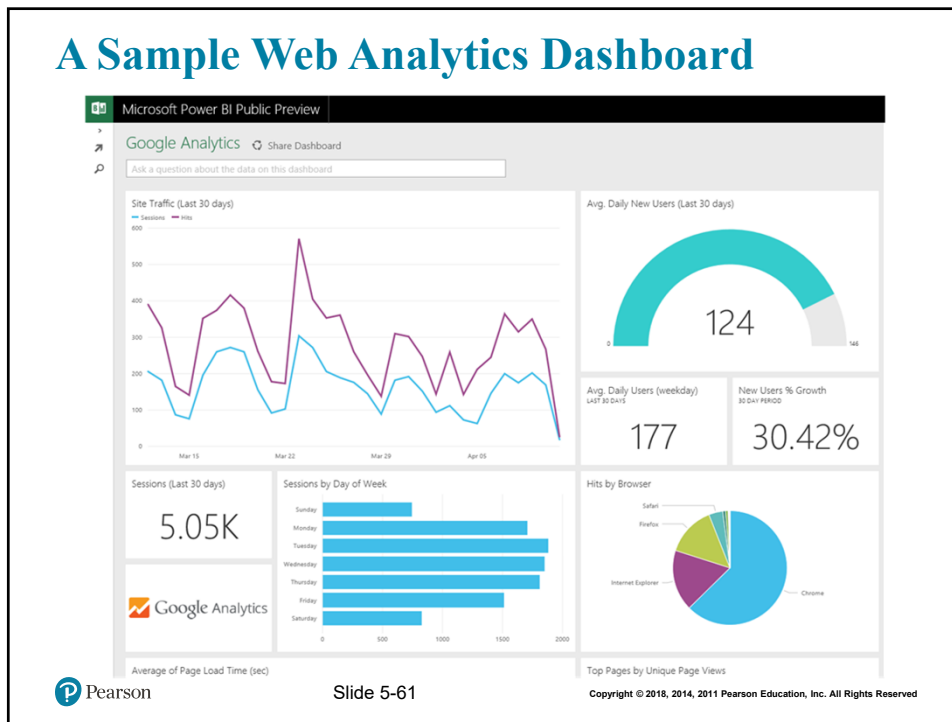 A Sample Web Analytics Dashboard
Microsoft Power BI Public Preview
Google Analytics Share Dashboard
Ask a question about the data on this dashboard
Site Traffic (Last 30 days)
Sessions Hits
600
500
400
300
200
100
0
Mar 15 Mar 22 Mar 29 Apr 05
Avg. Daily New Users (Last 30 days)
124
0 146
Avg. Daily Users (weekday)
LAST 30 DAYS
177
New Users % Growth
30 DAY PERIOD
30.42%
Sessions (Last 30 days)
5.05K
Google Analytics
Sessions by Day of Week
Sunday
Monday
Tuesday
Wednesday
Thursday
Friday
Saturday
0 500 1000 1500 2000
Hits by Browser
Safari
Firefox
Internet Explorer
Chrome
Average of Page Load Time (sec)
Top Pages by Unique Page Views
P Pearson
Slide 5-61
Copyright © 2018, 2014, 2011 Pearson Education, Inc. All Rights Reserved